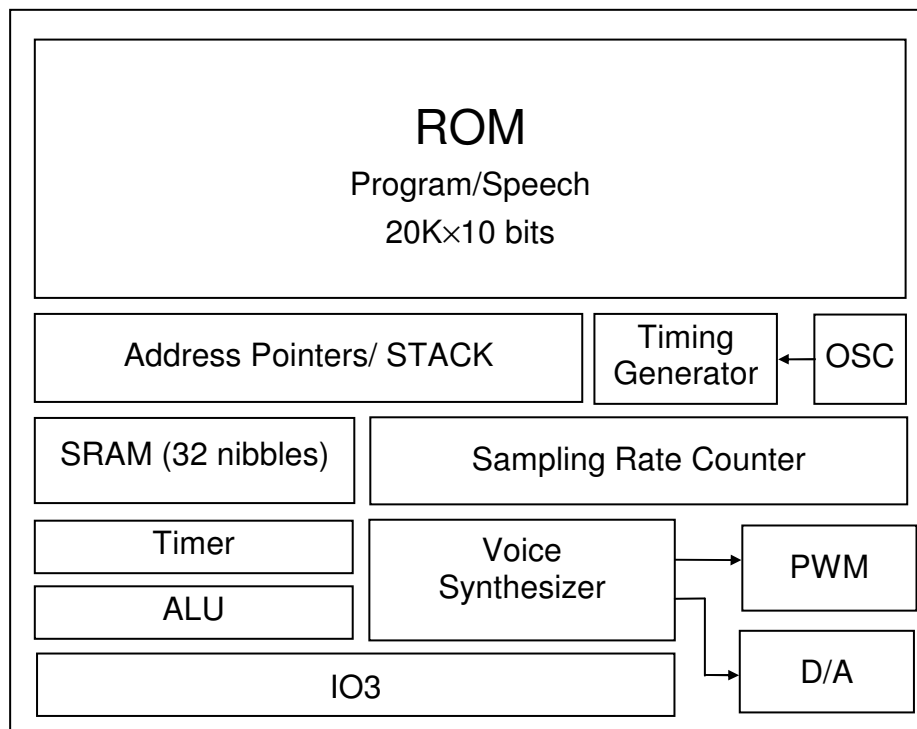 ROM
Program/Speech
20K×10 bits
Address Pointers/ STACK
Timing
Generator
OSC
SRAM (32 nibbles)
Sampling Rate Counter
Timer
Voice
Synthesizer
PWM
ALU
IO3
D/A